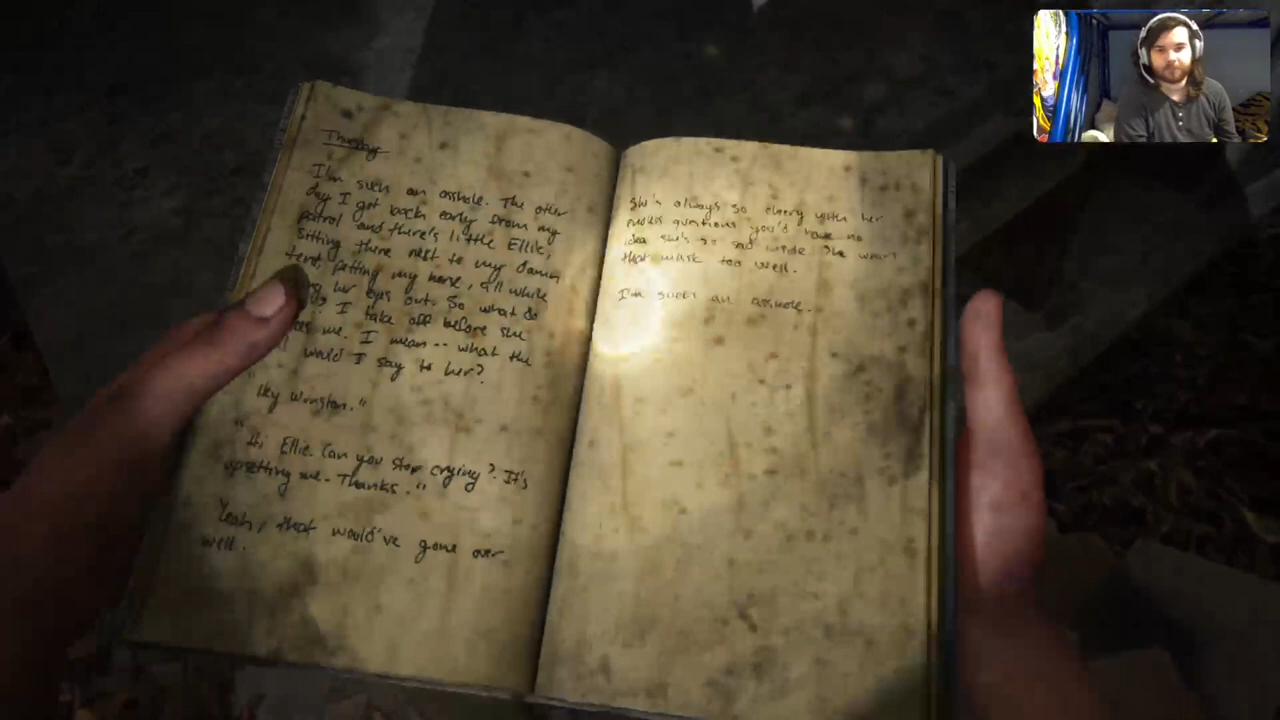 Thursday
I'm such an asshole. The other
day I got back early from my
patrol and there's little Ellie,
sitting there next to my damn
tent, petting my horse, all while
her eyes out. So what do
I? I take off before she
me. I mean -- what the
would I say to her?
"Hey Winston."
"Hi Ellie. Can you stop crying? It's
upsetting me. Thanks."
Yeah, that would've gone over
well.
She's always so cheery with her
endless questions you'd have no
idea she's so sad inside. She wears
that mask too well.
I'm such an asshole.